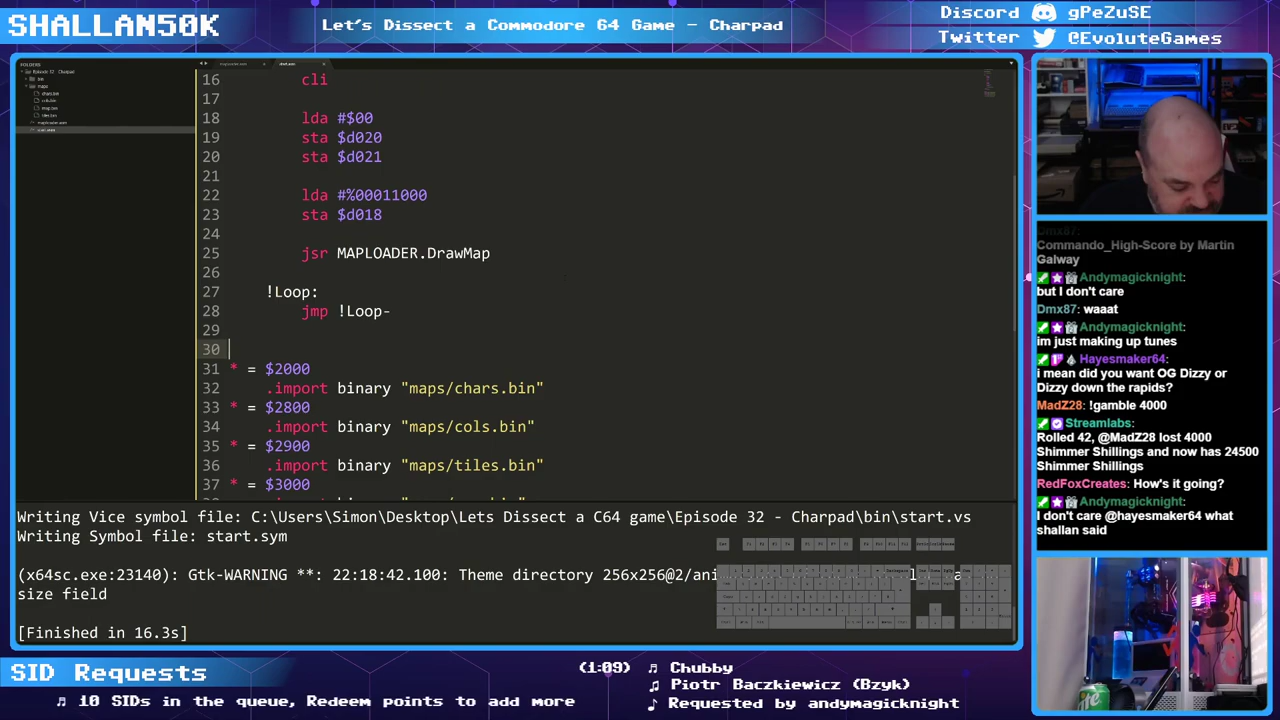 SHALLAN50K
Let's Dissect a Commodore 64 Game - Charpad
Discord gPeZuSE
Twitter @EvoluteGames
FOLDERS
16 cli
17
18 lda #$00
19 sta $d020
20 sta $d021
21
22 lda #%00011000
23 sta $d018
24
25 jsr MAPLOADER.DrawMap
26
27 !Loop:
28 jmp !Loop-
29
30
31 * = $2000
32 .import binary "maps/chars.bin"
33 * = $2800
34 .import binary "maps/cols.bin"
35 * = $2900
36 .import binary "maps/tiles.bin"
37 * = $3000
Writing Vice symbol file: C:\Users\Simon\Desktop\Lets Dissect a C64 game\Episode 32 - Charpad\bin\start.vs
Writing Symbol file: start.sym
(x64sc.exe:23140): Gtk-WARNING **: 22:18:42.100: Theme directory 256x256@2/ani
size field
[Finished in 16.3s]
Dmx87:
Commando_High-Score by Martin
Galway
Andymagicknight:
but I don't care
Dmx87: waaat
Andymagicknight:
im just making up tunes
Hayesmaker64:
i mean did you want OG Dizzy or
Dizzy down the rapids?
MadZ28: !gamble 4000
Streamlabs:
Rolled 42, @MadZ28 lost 4000
Shimmer Shillings and now has 24500
Shimmer Shillings
RedFoxCreates: How's it going?
Andymagicknight:
I don't care @hayesmaker64 what
shallan said
SID Requests
♬ 10 SIDs in the queue, Redeem points to add more
(1:09) ♬ Chubby
♫ Piotr Baczkiewicz (Bzyk)
♪ Requested by andymagicknight